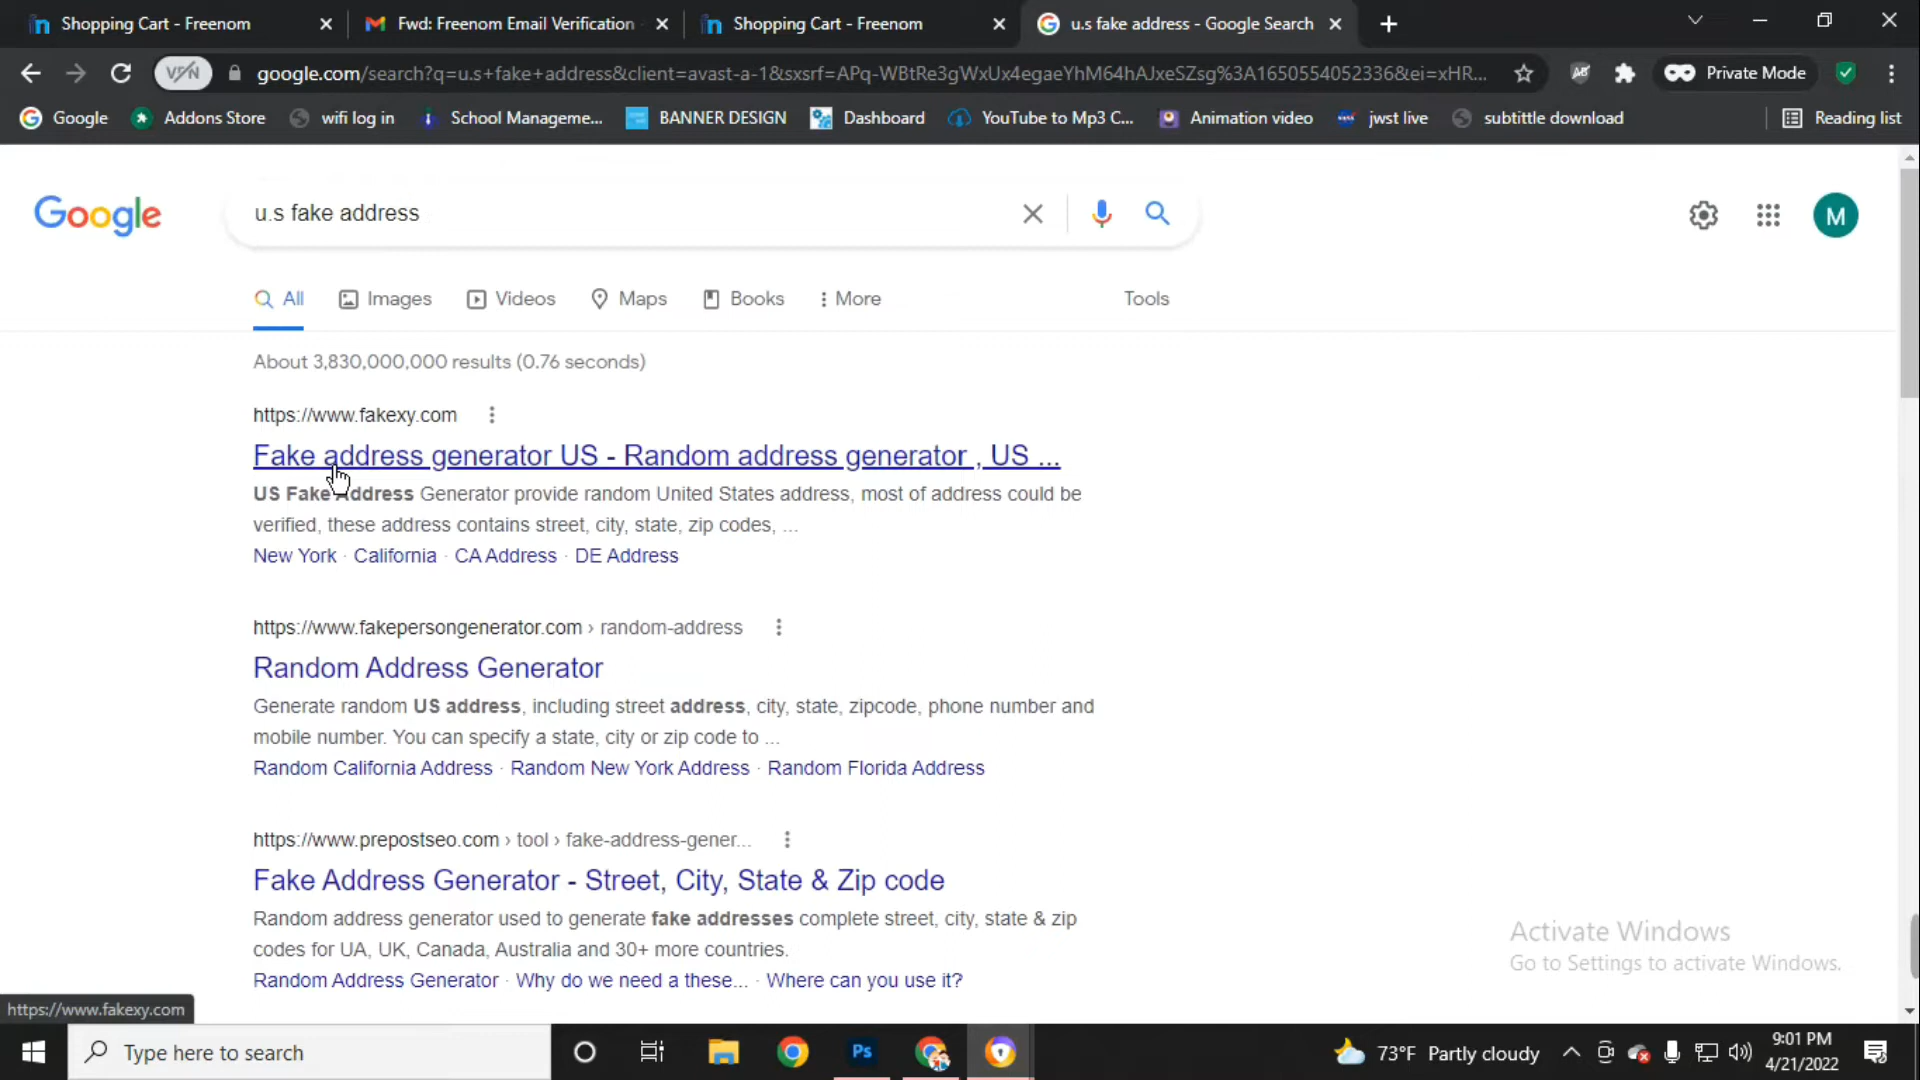 Shopping Cart - Freenom
Fwd: Freenom Email Verification
Shopping Cart - Freenom
u.s fake address - Google Search
VPN
google.com/search?q=u.s+fake+address&client=avast-a-1&sxsrf=APq-WBtRe3gWxUx4egaeYhM64hAJxeSZsg%3A1650554052336&ei=xHR...
Private Mode
Google
Addons Store
wifi log in
School Manageme...
BANNER DESIGN
Dashboard
YouTube to Mp3 C...
Animation video
jwst live
subtittle download
Reading list
Google
u.s fake address
M
All
Images
Videos
Maps
Books
More
Tools
About 3,830,000,000 results (0.76 seconds)
https://www.fakexy.com
Fake address generator US - Random address generator , US ...
US Fake Address Generator provide random United States address, most of address could be
verified, these address contains street, city, state, zip codes, ...
New York · California · CA Address · DE Address
https://www.fakepersongenerator.com › random-address
Random Address Generator
Generate random US address, including street address, city, state, zipcode, phone number and
mobile number. You can specify a state, city or zip code to ...
Random California Address · Random New York Address · Random Florida Address
https://www.prepostseo.com › tool › fake-address-gener...
Fake Address Generator - Street, City, State & Zip code
Random address generator used to generate fake addresses complete street, city, state & zip
codes for UA, UK, Canada, Australia and 30+ more countries.
Random Address Generator · Why do we need a these... · Where can you use it?
Activate Windows
Go to Settings to activate Windows.
https://www.fakexy.com
Type here to search
Ps
73°F Partly cloudy
9:01 PM
4/21/2022